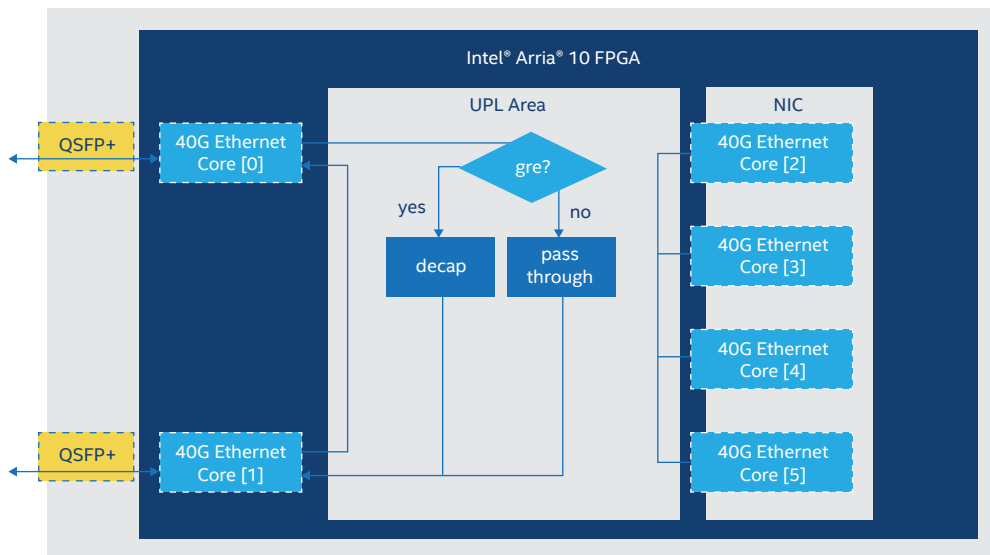 Intel® Arria® 10 FPGA
UPL Area
NIC
QSFP+
40G Ethernet
Core [0]
gre?
40G Ethernet
Core [2]
yes
no
decap
pass
through
40G Ethernet
Core [3]
40G Ethernet
Core [4]
QSFP+
40G Ethernet
Core [1]
40G Ethernet
Core [5]